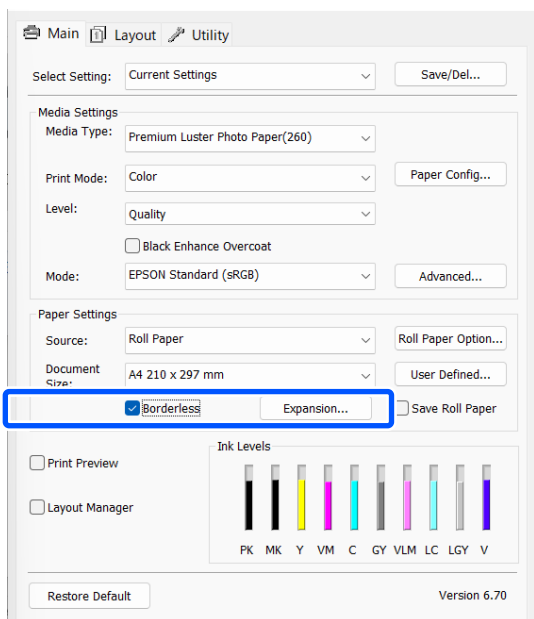 Main Layout Utility
Select Setting: Current Settings Save/Del...
Media Settings
Media Type: Premium Luster Photo Paper(260)
Print Mode: Color Paper Config...
Level: Quality
Black Enhance Overcoat
Mode: EPSON Standard (sRGB) Advanced...
Paper Settings
Source: Roll Paper Roll Paper Option...
Document
Size: A4 210 x 297 mm User Defined...
Borderless Expansion... Save Roll Paper
Ink Levels
Print Preview
Layout Manager
PK MK Y VM C GY VLM LC LGY V
Restore Default Version 6.70